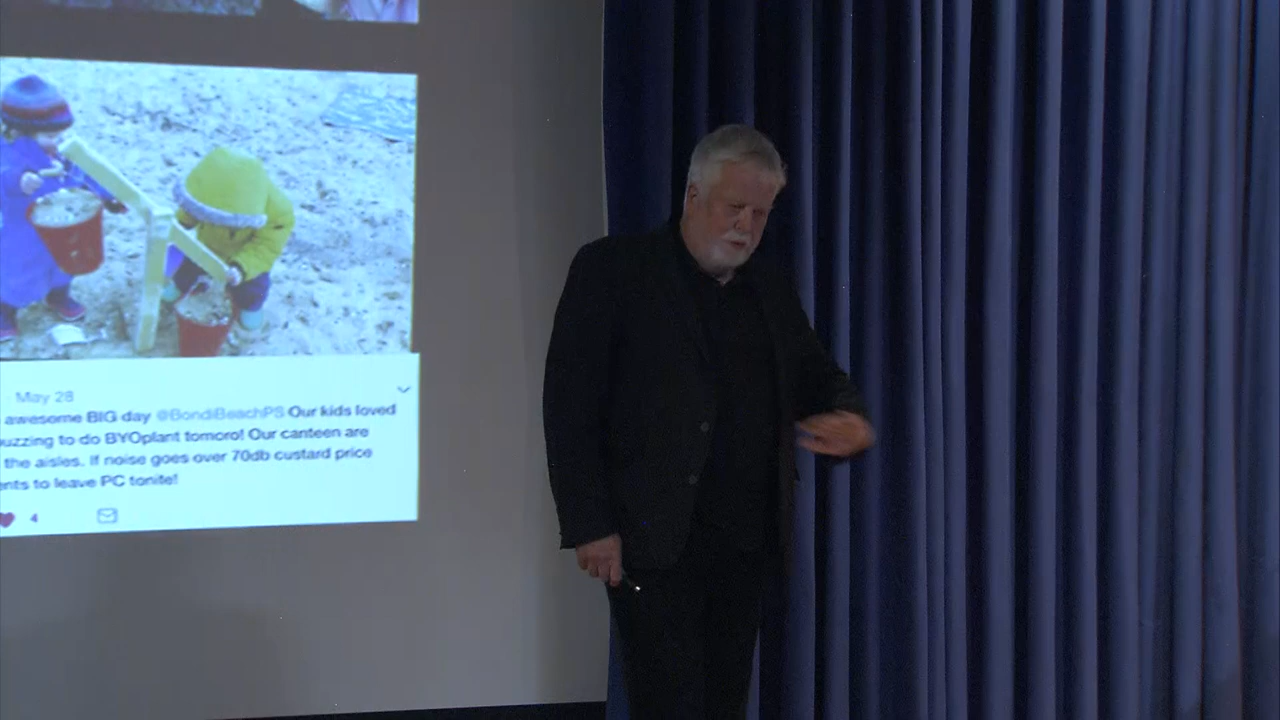 · May 28
awesome BIG day @BondiBeachPS Our kids loved
buzzing to do BYOplant tomoro! Our canteen are
the aisles. If noise goes over 70db custard price
ents to leave PC tonite!
4